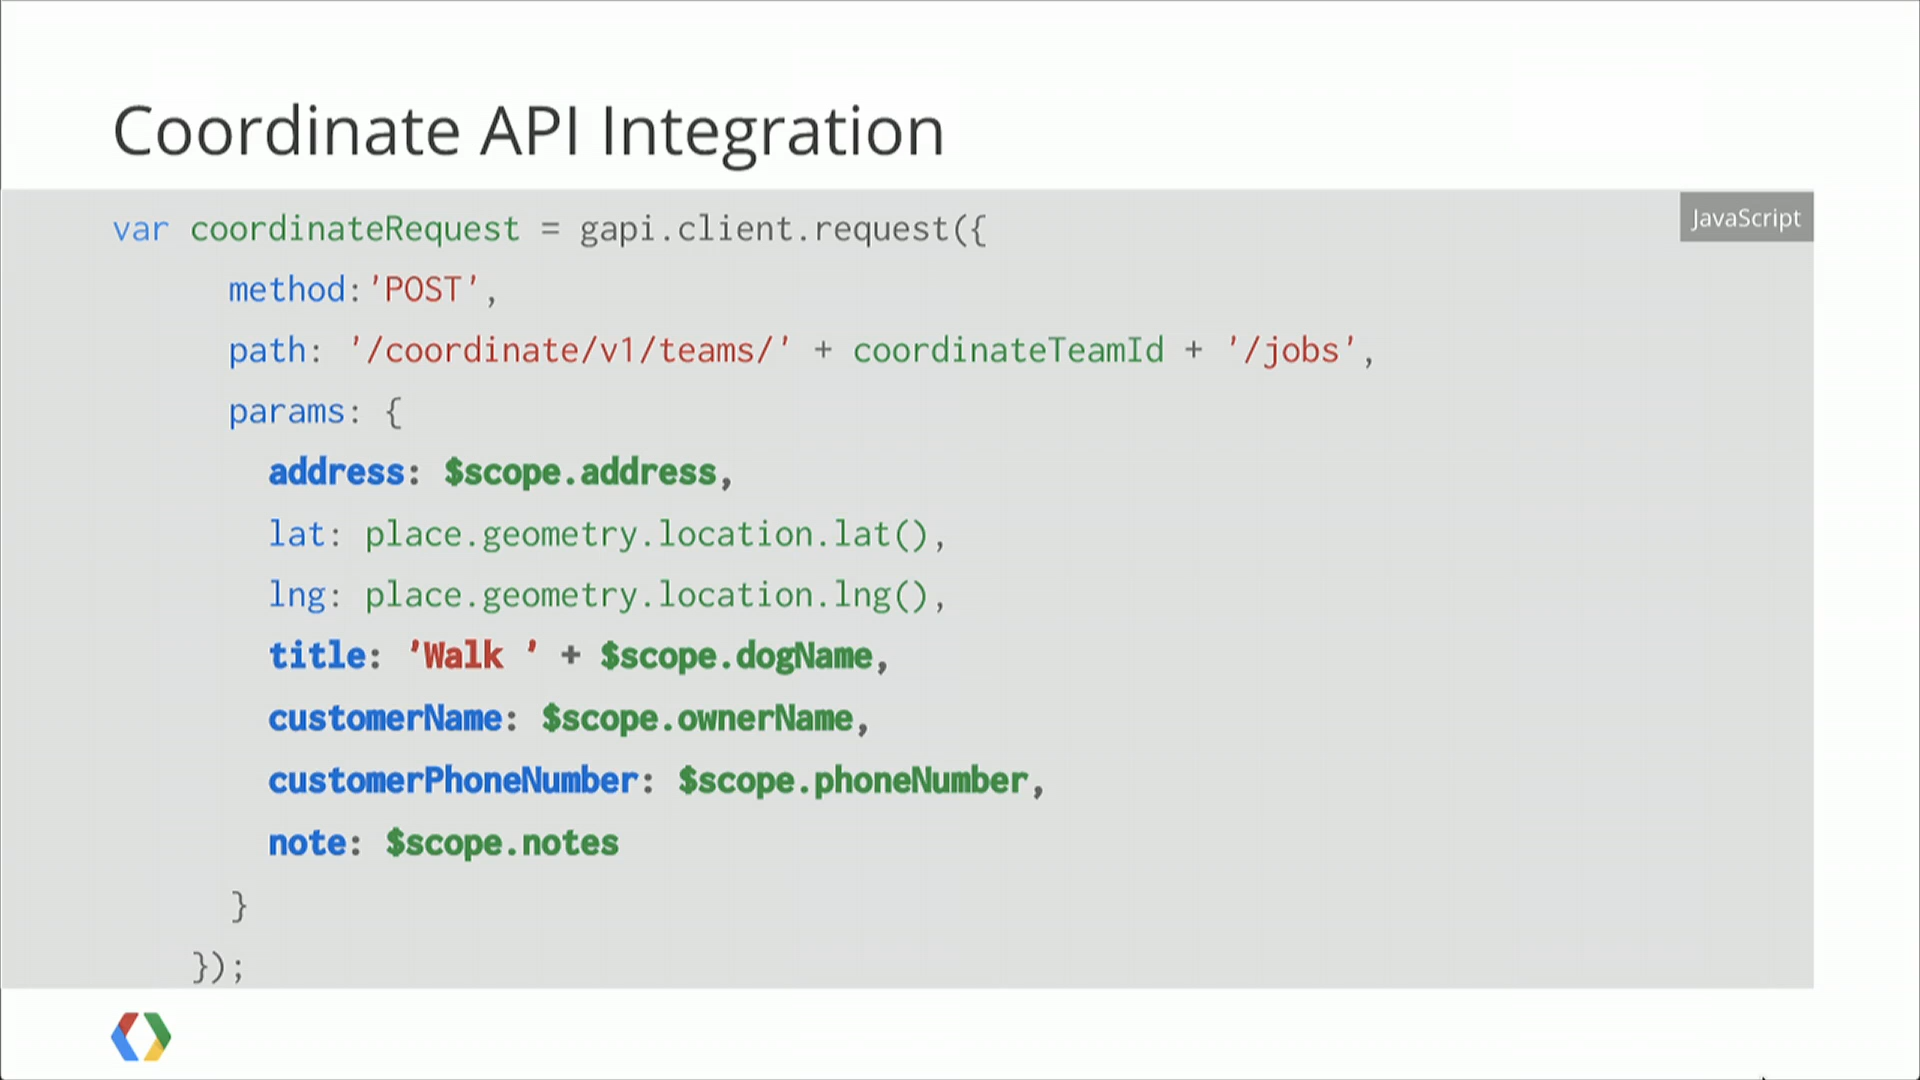 Coordinate API Integration
JavaScript
var coordinateRequest = gapi.client.request({
method:'POST',
path: '/coordinate/v1/teams/' + coordinateTeamId + '/jobs',
params: {
address: $scope.address,
lat: place.geometry.location.lat(),
lng: place.geometry.location.lng(),
title: 'Walk ' + $scope.dogName,
customerName: $scope.ownerName,
customerPhoneNumber: $scope.phoneNumber,
note: $scope.notes
}
});